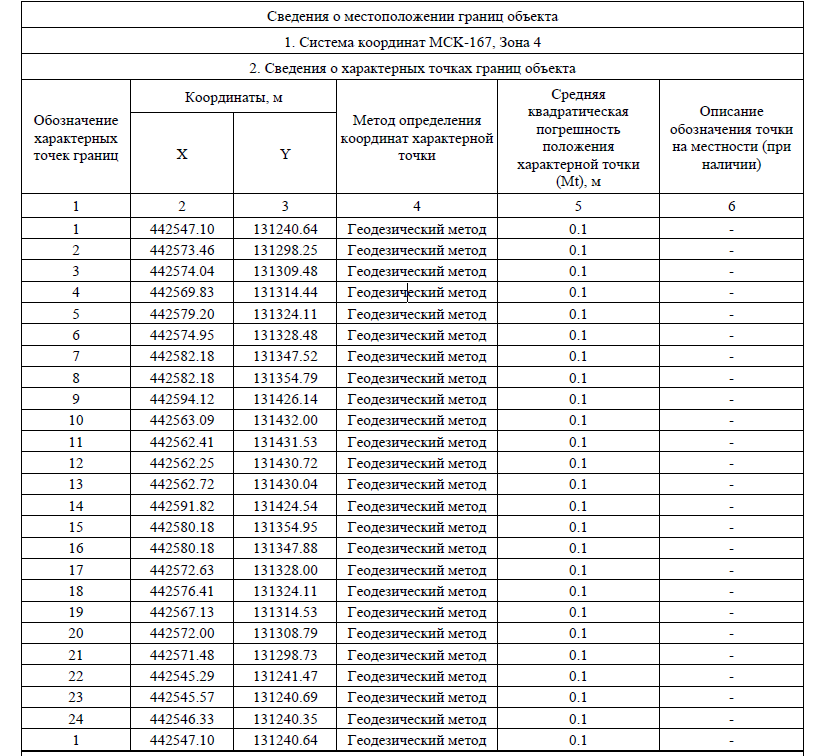 Сведения о местоположении границ объекта
1. Система координат МСК-167, Зона 4
2. Сведения о характерных точках границ объекта
Обозначение
характерных
точек границ
Координаты, м
X
Y
Метод определения
координат характерной
точки
Средняя
квадратическая
погрешность
положения
характерной точки
(Mt), м
Описание
обозначения точки
на местности (при
наличии)
1 2 3 4 5 6
1 442547.10 131240.64 Геодезический метод 0.1 -
2 442573.46 131298.25 Геодезический метод 0.1 -
3 442574.04 131309.48 Геодезический метод 0.1 -
4 442569.83 131314.44 Геодезический метод 0.1 -
5 442579.20 131324.11 Геодезический метод 0.1 -
6 442574.95 131328.48 Геодезический метод 0.1 -
7 442582.18 131347.52 Геодезический метод 0.1 -
8 442582.18 131354.79 Геодезический метод 0.1 -
9 442594.12 131426.14 Геодезический метод 0.1 -
10 442563.09 131432.00 Геодезический метод 0.1 -
11 442562.41 131431.53 Геодезический метод 0.1 -
12 442562.25 131430.72 Геодезический метод 0.1 -
13 442562.72 131430.04 Геодезический метод 0.1 -
14 442591.82 131424.54 Геодезический метод 0.1 -
15 442580.18 131354.95 Геодезический метод 0.1 -
16 442580.18 131347.88 Геодезический метод 0.1 -
17 442572.63 131328.00 Геодезический метод 0.1 -
18 442576.41 131324.11 Геодезический метод 0.1 -
19 442567.13 131314.53 Геодезический метод 0.1 -
20 442572.00 131308.79 Геодезический метод 0.1 -
21 442571.48 131298.73 Геодезический метод 0.1 -
22 442545.29 131241.47 Геодезический метод 0.1 -
23 442545.57 131240.69 Геодезический метод 0.1 -
24 442546.33 131240.35 Геодезический метод 0.1 -
1 442547.10 131240.64 Геодезический метод 0.1 -